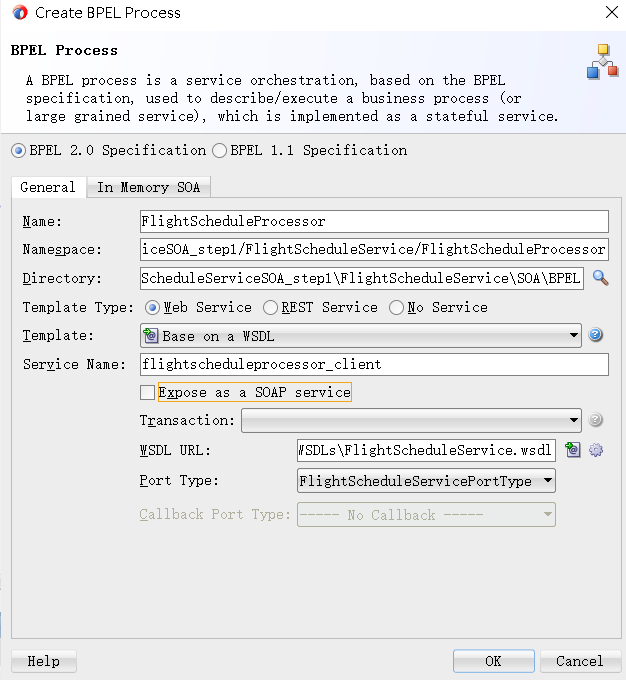 Create BPEL Process
BPEL Process
A BPEL process is a service orchestration, based on the BPEL
specification, used to describe/execute a business process (or
large grained service), which is implemented as a stateful service.
BPEL 2.0 Specification BPEL 1.1 Specification
General In Memory SOA
Name: FlightScheduleProcessor
Namespace: iceSOA_step1/FlightScheduleService/FlightScheduleProcessor
Directory: ScheduleServiceSOA_step1\FlightScheduleService\SOA\BPEL
Template Type: Web Service REST Service No Service
Template: Base on a WSDL
Service Name: flightscheduleprocessor_client
Expose as a SOAP service
Transaction:
WSDL URL: WSDLs\FlightScheduleService.wsdl
Port Type: FlightScheduleServicePortType
Callback Port Type: ----- No Callback -----
Help OK Cancel